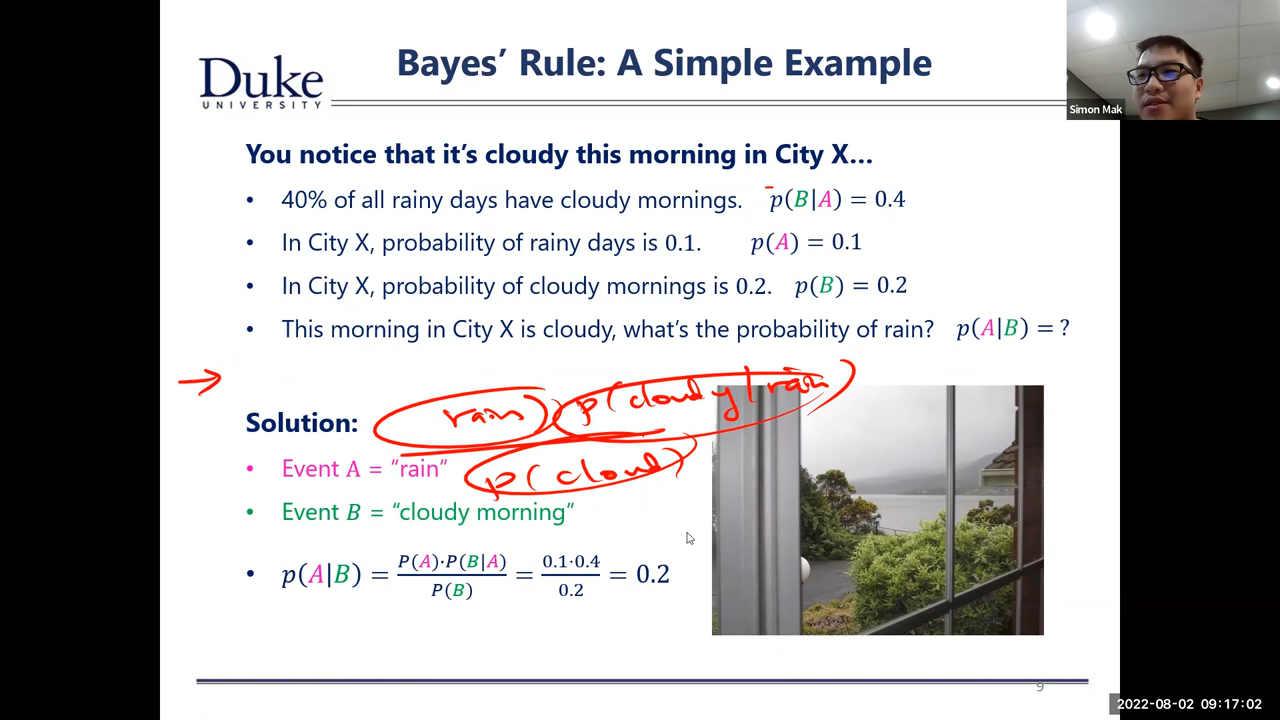 Bayes’ Rule: A Simple Example
Duke
UNIVERSITY
Simon Mak
You notice that it’s cloudy this morning in City X…
• 40% of all rainy days have cloudy mornings. p(B|A) = 0.4
• In City X, probability of rainy days is 0.1. p(A) = 0.1
• In City X, probability of cloudy mornings is 0.2. p(B) = 0.2
• This morning in City X is cloudy, what’s the probability of rain? p(A|B) = ?
rain) p(cloudy|rain)
Solution:
p(cloud)
• Event A = “rain”
• Event B = “cloudy morning”
• p(A|B) = P(A)·P(B|A) / P(B) = 0.1·0.4 / 0.2 = 0.2
9
2022-08-02 09:17:02